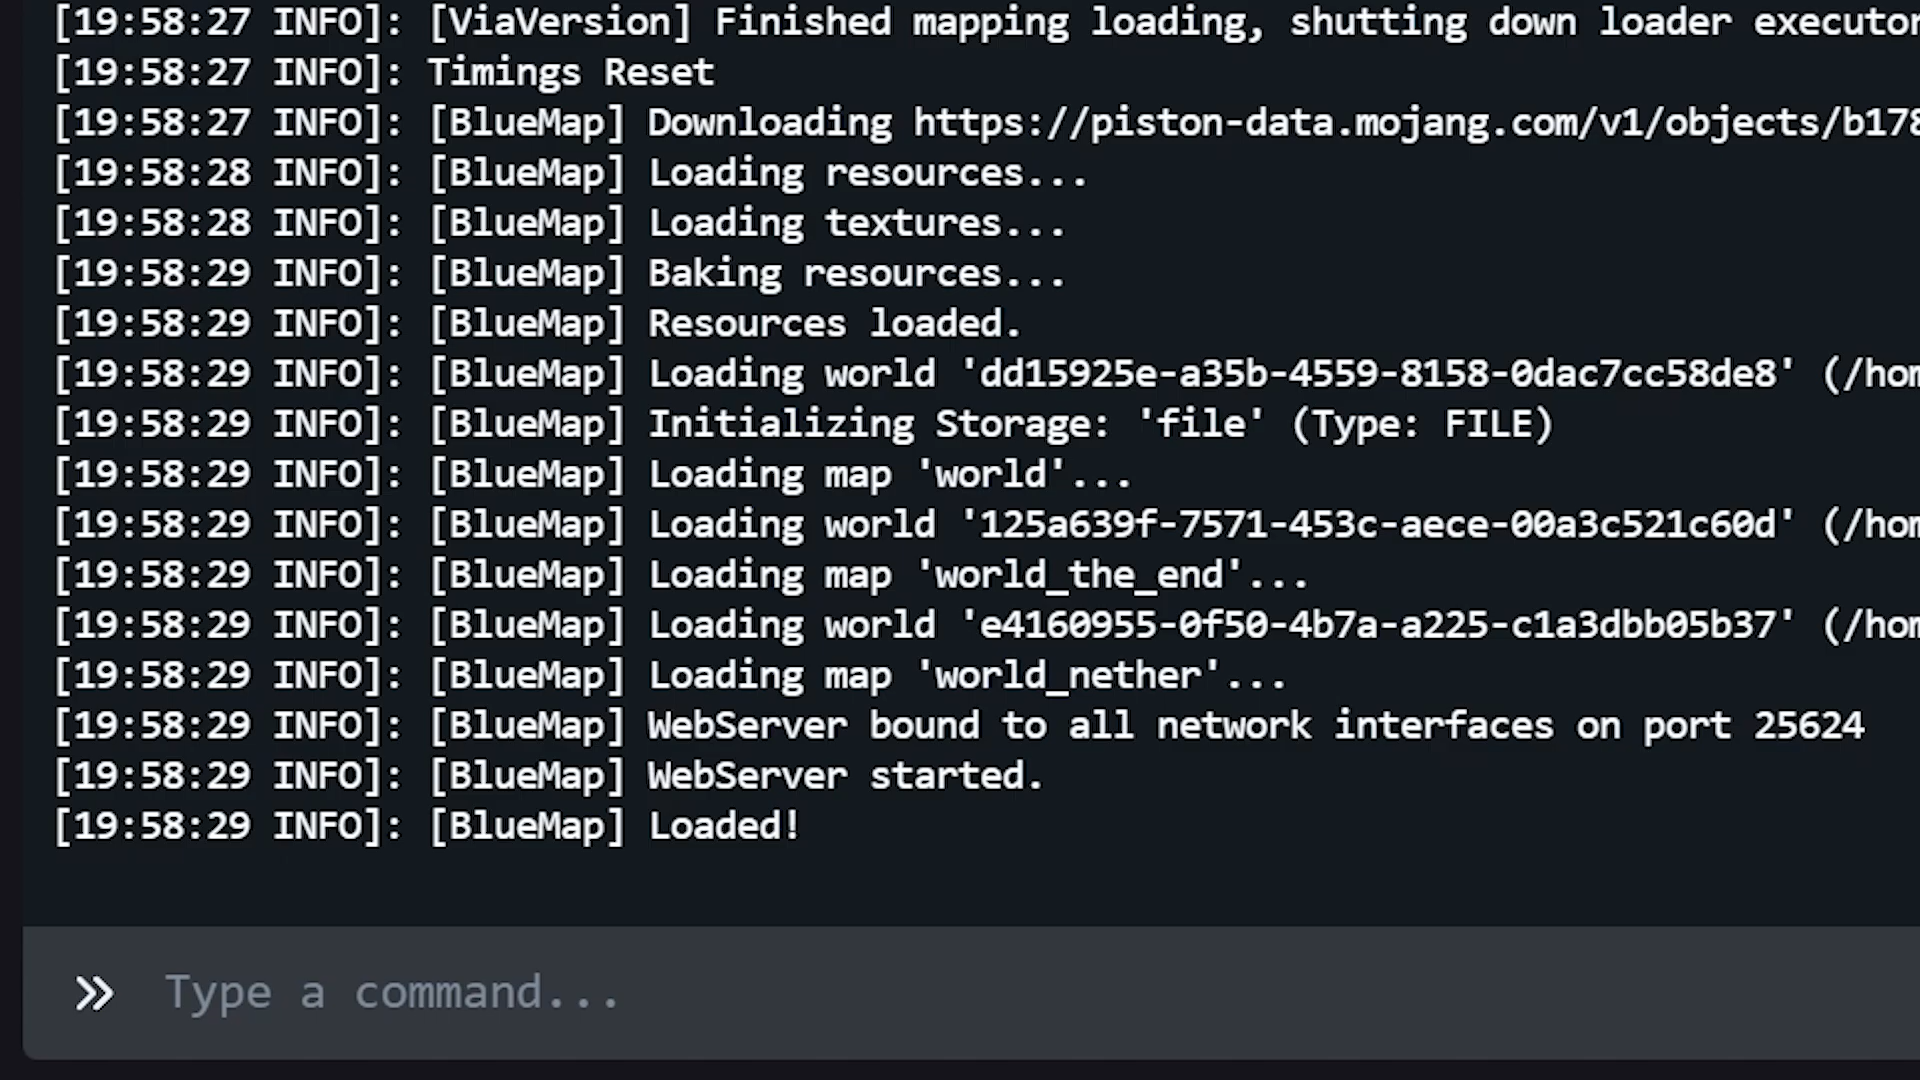 [19:58:27 INFO]: [ViaVersion] Finished mapping loading, shutting down loader executor
[19:58:27 INFO]: Timings Reset
[19:58:27 INFO]: [BlueMap] Downloading https://piston-data.mojang.com/v1/objects/b178
[19:58:28 INFO]: [BlueMap] Loading resources...
[19:58:28 INFO]: [BlueMap] Loading textures...
[19:58:29 INFO]: [BlueMap] Baking resources...
[19:58:29 INFO]: [BlueMap] Resources loaded.
[19:58:29 INFO]: [BlueMap] Loading world 'dd15925e-a35b-4559-8158-0dac7cc58de8' (/hom
[19:58:29 INFO]: [BlueMap] Initializing Storage: 'file' (Type: FILE)
[19:58:29 INFO]: [BlueMap] Loading map 'world'...
[19:58:29 INFO]: [BlueMap] Loading world '125a639f-7571-453c-aece-00a3c521c60d' (/hom
[19:58:29 INFO]: [BlueMap] Loading map 'world_the_end'...
[19:58:29 INFO]: [BlueMap] Loading world 'e4160955-0f50-4b7a-a225-c1a3dbb05b37' (/hom
[19:58:29 INFO]: [BlueMap] Loading map 'world_nether'...
[19:58:29 INFO]: [BlueMap] WebServer bound to all network interfaces on port 25624
[19:58:29 INFO]: [BlueMap] WebServer started.
[19:58:29 INFO]: [BlueMap] Loaded!
» Type a command...